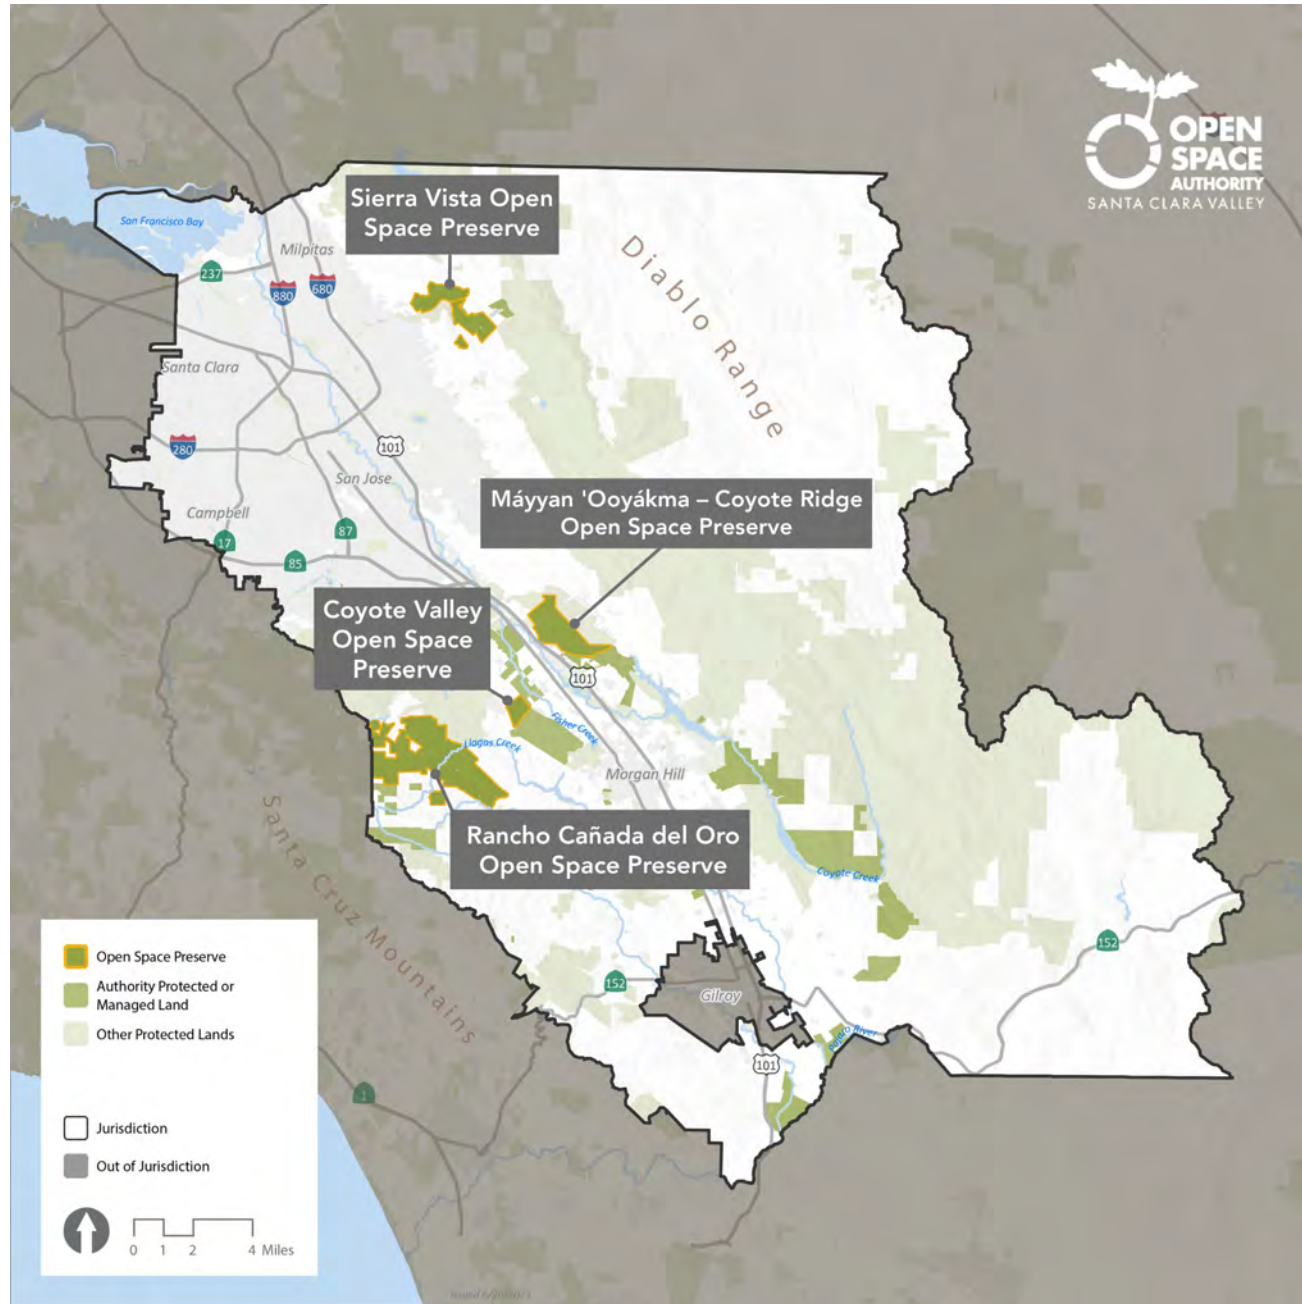 OPEN
SPACE
AUTHORITY
SANTA CLARA VALLEY
Sierra Vista Open
Space Preserve
San Francisco Bay
Milpitas
237
880
680
Diablo Range
Santa Clara
280
101
San Jose
Máyyan 'Ooyákma – Coyote Ridge
Open Space Preserve
Campbell
17
87
85
Coyote Valley
Open Space
Preserve
101
Fisher Creek
Llagas Creek
Morgan Hill
Santa Cruz Mountains
Rancho Cañada del Oro
Open Space Preserve
Coyote Creek
152
152
Gilroy
Pajaro River
101
1
Open Space Preserve
Authority Protected or
Managed Land
Other Protected Lands
Jurisdiction
Out of Jurisdiction
0 1 2 4 Miles